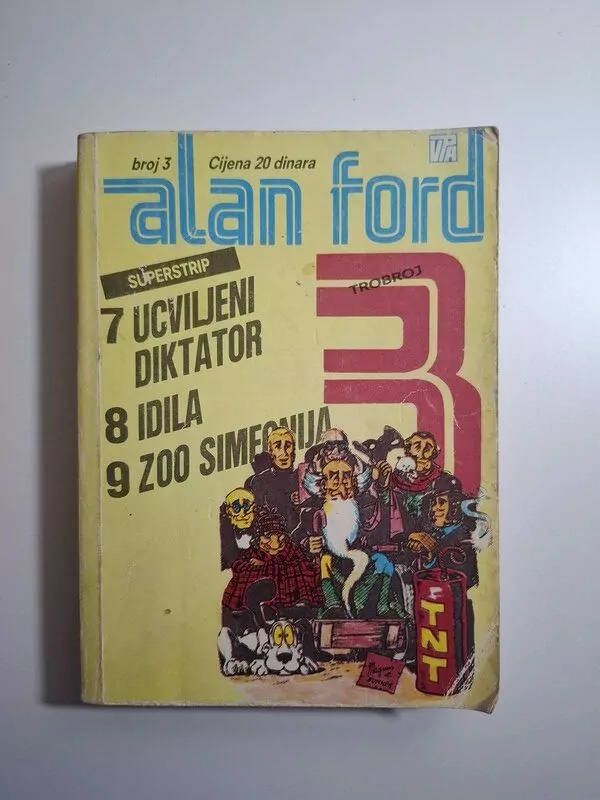 broj 3 Cijena 20 dinara
VPA
alan ford
SUPERSTRIP
TROBROJ
3
7 UCVILJENI
DIKTATOR
8 IDILA
9 ZOO SIMFONIJA
TNT